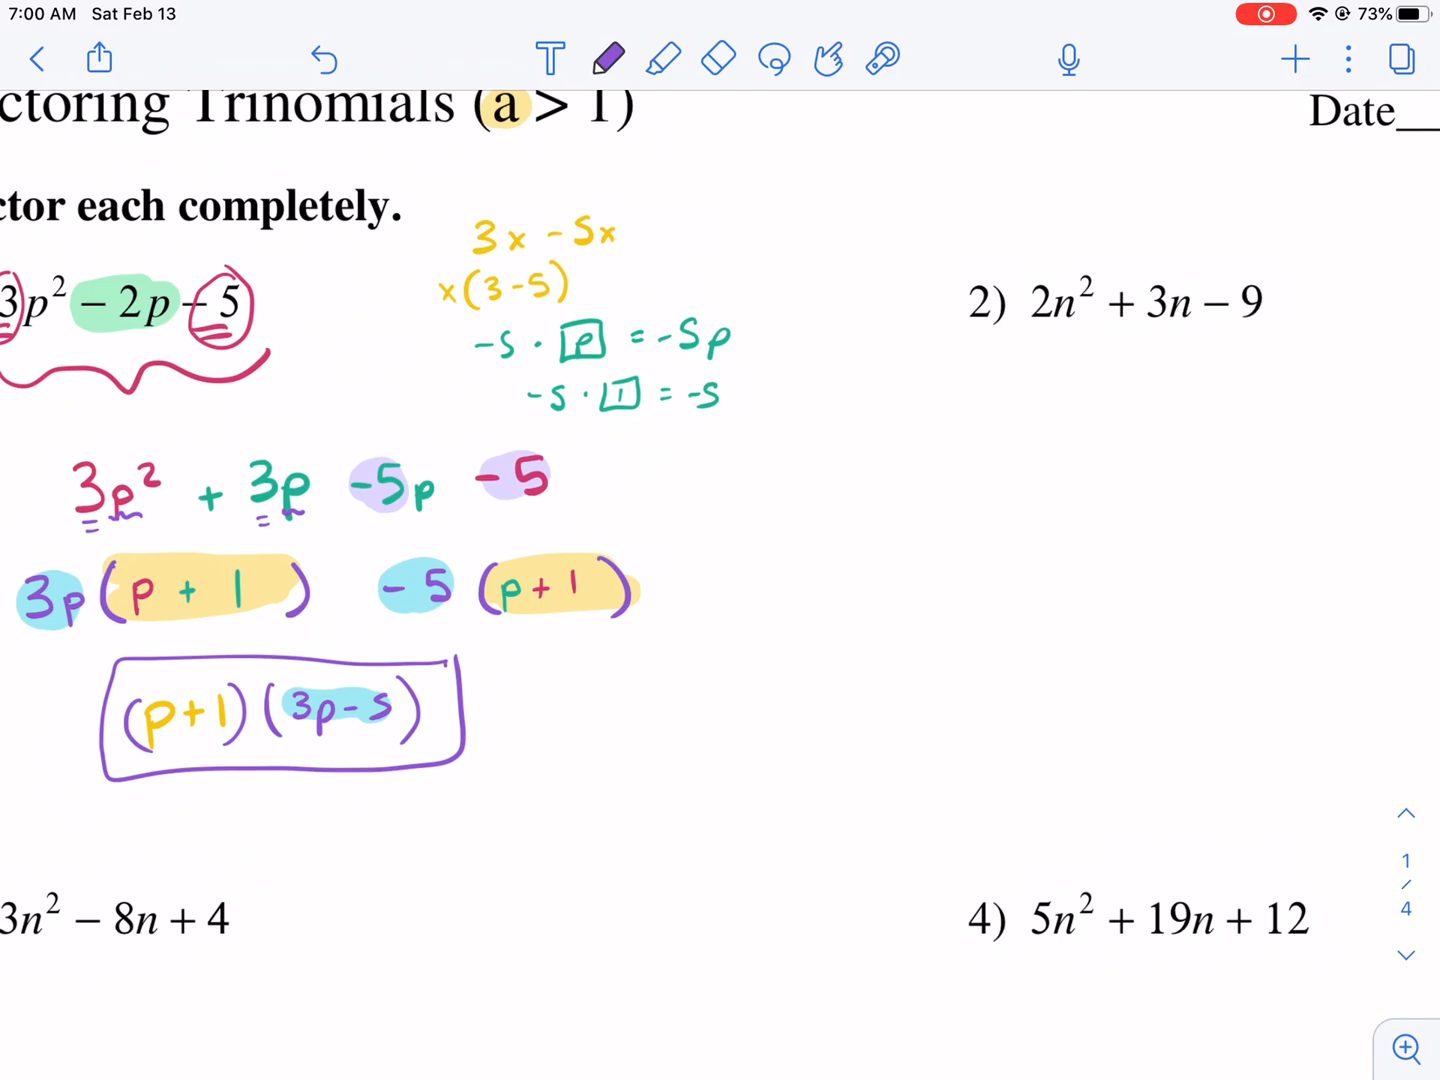 7:00 AM Sat Feb 13
73%
T
ctoring Trinomials (a > 1)
Date__
ctor each completely.
3x - 5x
x(3-5)
3p² - 2p - 5
-5 · p = -5p
-5 · 1 = -5
2) 2n² + 3n - 9
3p² + 3p -5p -5
3p(p + 1) -5(p+1)
(p+1)(3p-5)
1
/
4
3n² - 8n + 4
4) 5n² + 19n + 12